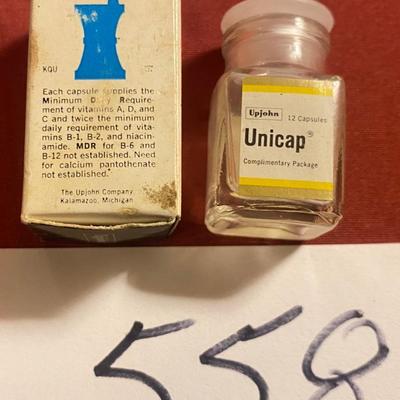 KQU
Each capsule supplies the
Minimum Daily Require-
ment of vitamins A, D, and
C and twice the minimum
daily requirement of vita-
mins B-1, B-2, and niacin-
amide. MDR for B-6 and
B-12 not established. Need
for calcium pantothenate
not established.
The Upjohn Company
Kalamazoo, Michigan
Upjohn 12 Capsules
Unicap®
Complimentary Package
558